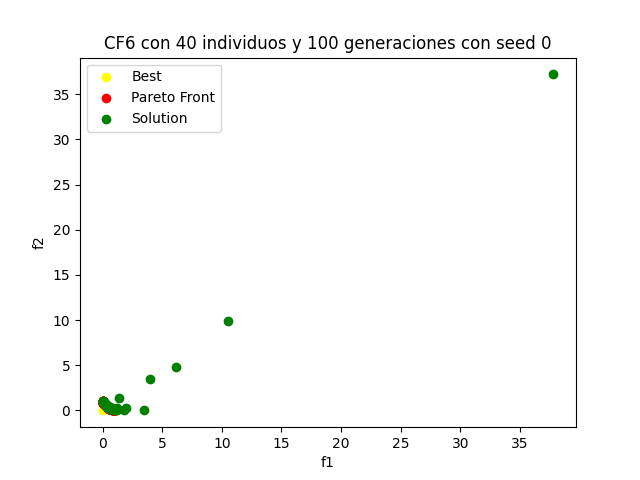 CF6 con 40 individuos y 100 generaciones con seed 0
Best
Pareto Front
Solution
35
30
25
20
15
10
5
0
f2
0 5 10 15 20 25 30 35
f1